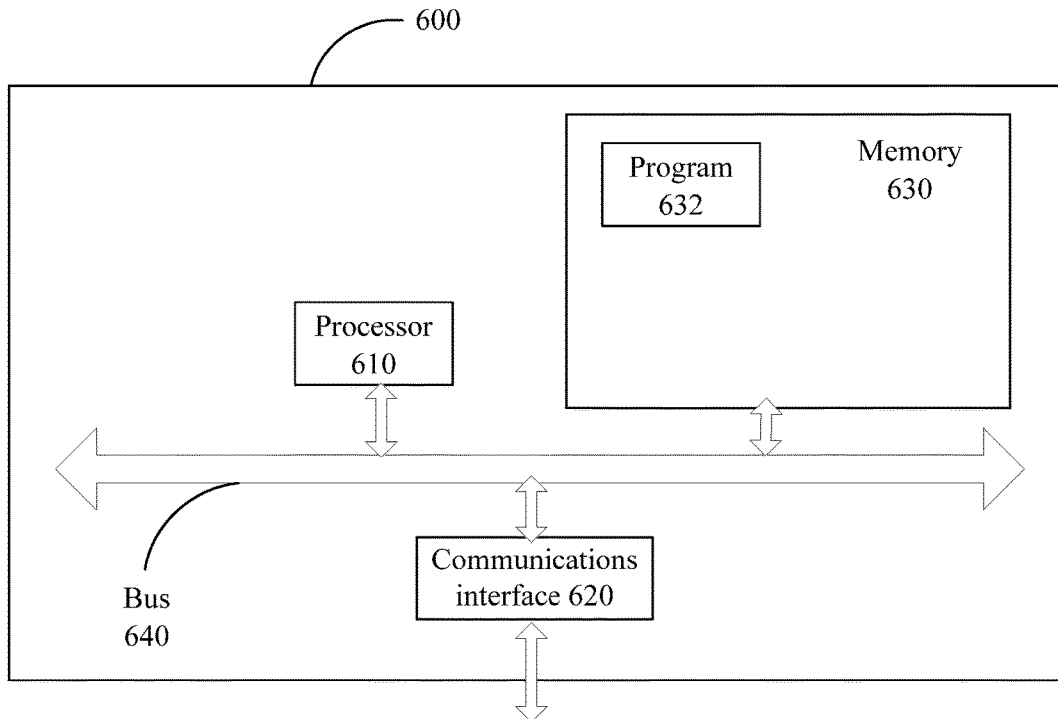 600
Program
632
Memory
630
Processor
610
Communications
interface 620
Bus
640